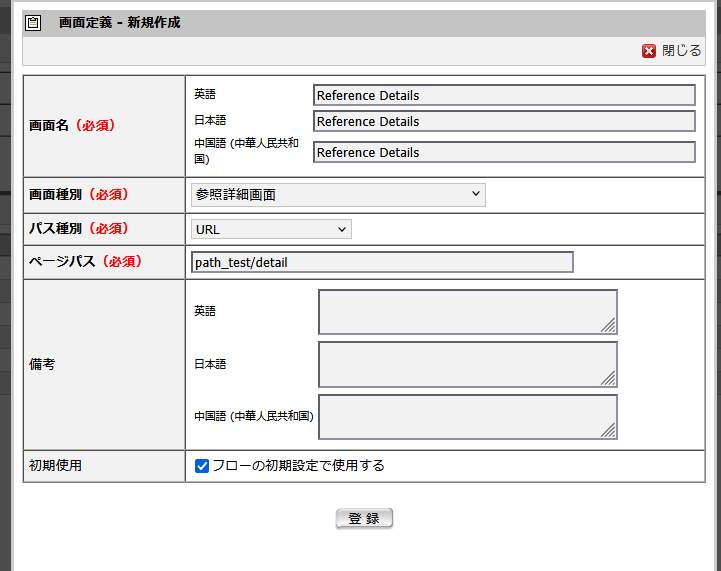 画面定義 - 新規作成
閉じる
画面名（必須）
英語
Reference Details
日本語
Reference Details
中国語 (中華人民共和
国)
Reference Details
画面種別（必須）
参照詳細画面
パス種別（必須）
URL
ページパス（必須）
path_test/detail
備考
英語
日本語
中国語 (中華人民共和国)
初期使用
フローの初期設定で使用する
登 録